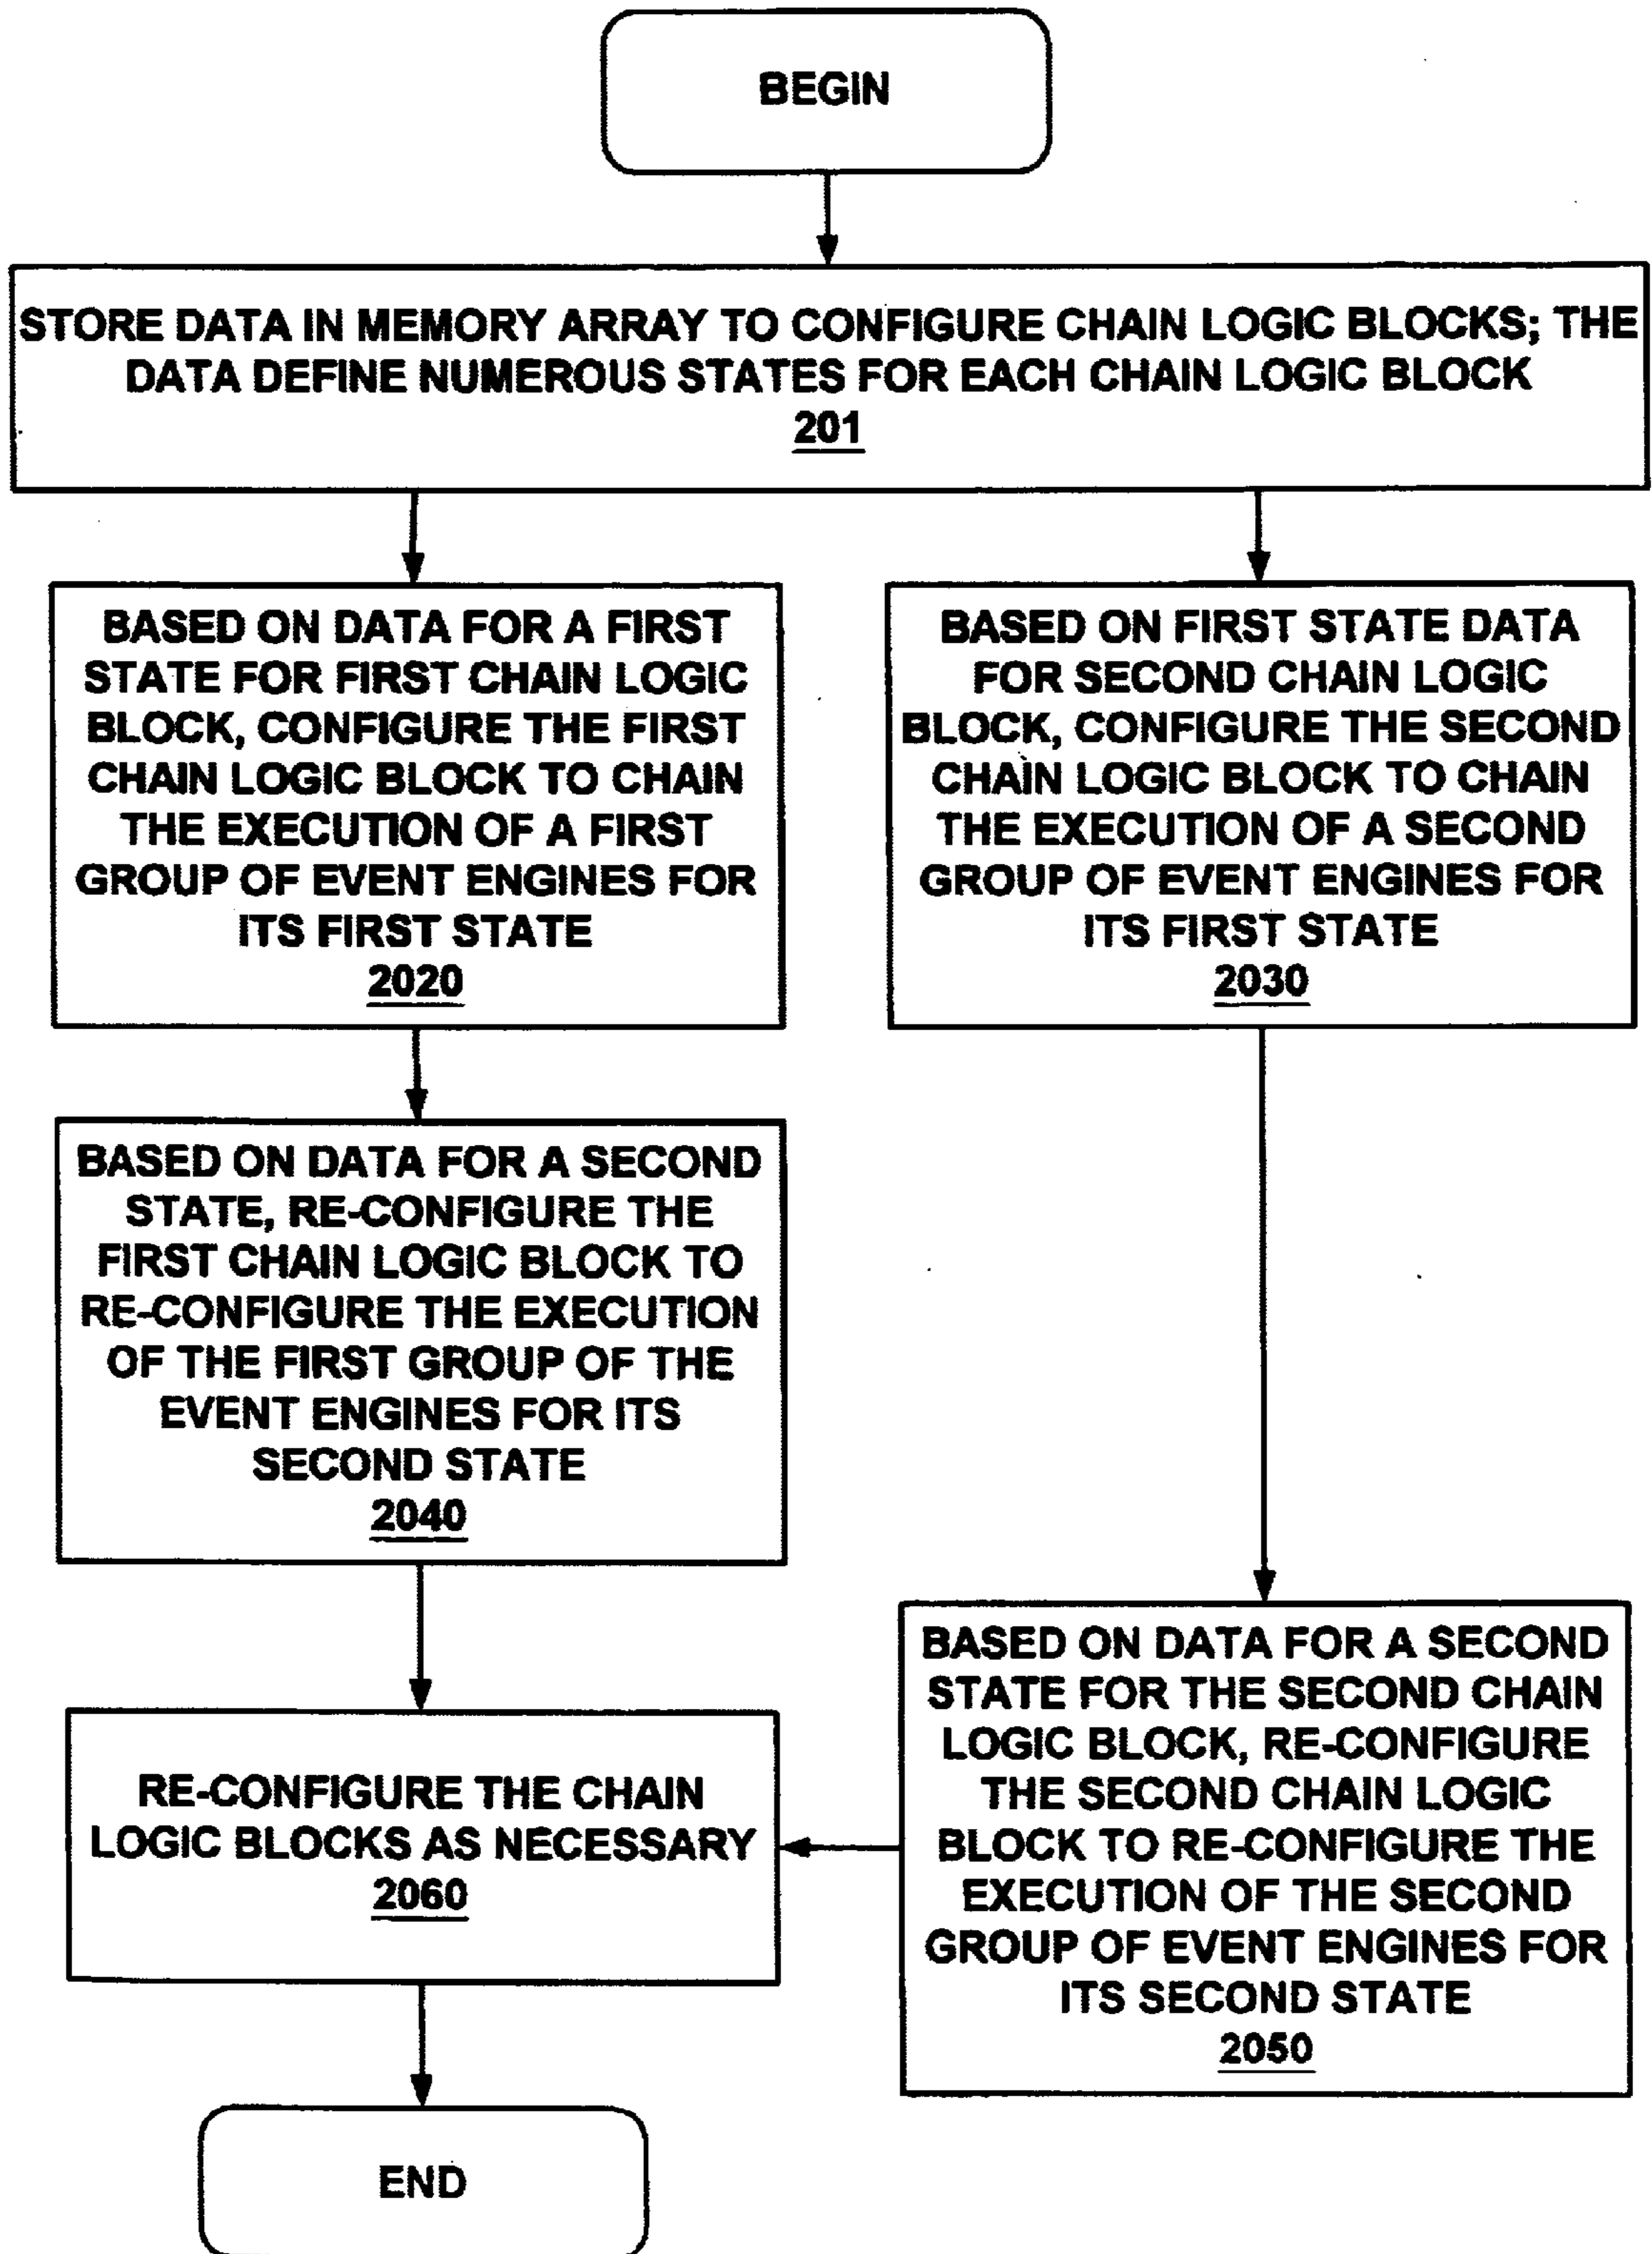 BEGIN
STORE DATA IN MEMORY ARRAY TO CONFIGURE CHAIN LOGIC BLOCKS; THE
DATA DEFINE NUMEROUS STATES FOR EACH CHAIN LOGIC BLOCK
201
BASED ON DATA FOR A FIRST
STATE FOR FIRST CHAIN LOGIC
BLOCK, CONFIGURE THE FIRST
CHAIN LOGIC BLOCK TO CHAIN
THE EXECUTION OF A FIRST
GROUP OF EVENT ENGINES FOR
ITS FIRST STATE
2020
BASED ON FIRST STATE DATA
FOR SECOND CHAIN LOGIC
BLOCK, CONFIGURE THE SECOND
CHAIN LOGIC BLOCK TO CHAIN
THE EXECUTION OF A SECOND
GROUP OF EVENT ENGINES FOR
ITS FIRST STATE
2030
BASED ON DATA FOR A SECOND
STATE, RE-CONFIGURE THE
FIRST CHAIN LOGIC BLOCK TO
RE-CONFIGURE THE EXECUTION
OF THE FIRST GROUP OF THE
EVENT ENGINES FOR ITS
SECOND STATE
2040
BASED ON DATA FOR A SECOND
STATE FOR THE SECOND CHAIN
LOGIC BLOCK, RE-CONFIGURE
THE SECOND CHAIN LOGIC
BLOCK TO RE-CONFIGURE THE
EXECUTION OF THE SECOND
GROUP OF EVENT ENGINES FOR
ITS SECOND STATE
2050
RE-CONFIGURE THE CHAIN
LOGIC BLOCKS AS NECESSARY
2060
END